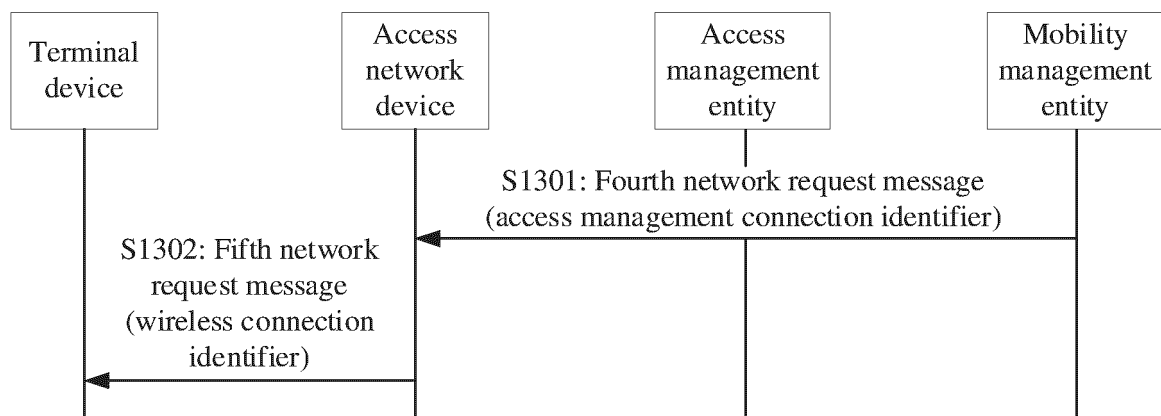 Terminal
device
Access
network
device
Access
management
entity
Mobility
management
entity
S1301: Fourth network request message
(access management connection identifier)
S1302: Fifth network
request message
(wireless connection
identifier)